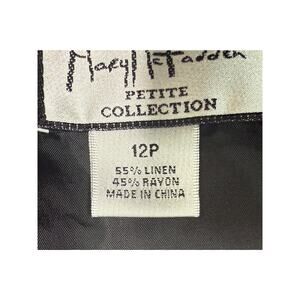 Mary McFadden
PETITE
COLLECTION
12P
55% LINEN
45% RAYON
MADE IN CHINA